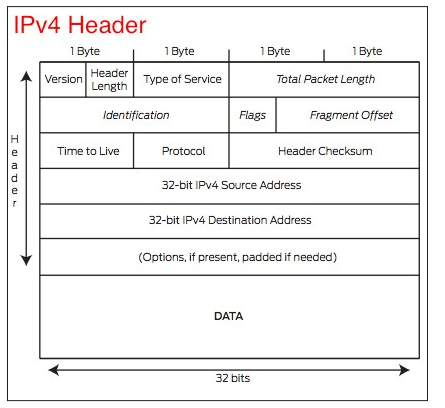 IPv4 Header
1 Byte 1 Byte 1 Byte 1 Byte
Version Header Length Type of Service Total Packet Length
Identification Flags Fragment Offset
Time to Live Protocol Header Checksum
32-bit IPv4 Source Address
32-bit IPv4 Destination Address
(Options, if present, padded if needed)
DATA
32 bits
Header